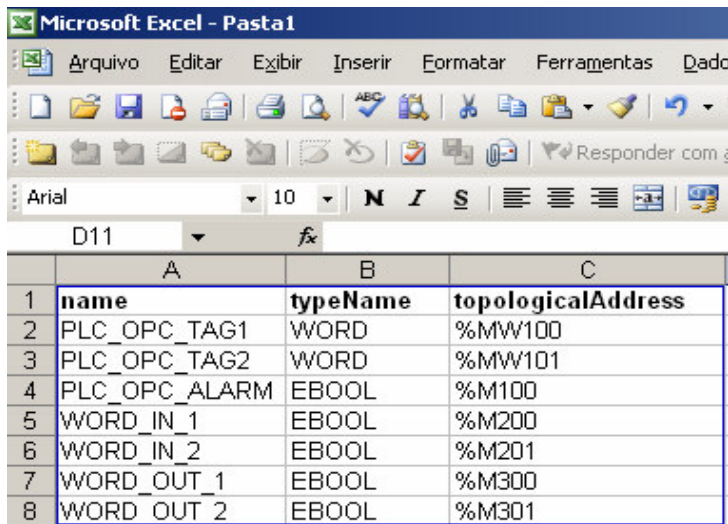 Microsoft Excel - Pasta1
Arquivo Editar Exibir Inserir Formatar Ferramentas Dado
ABC
Responder com a
Arial 10 N I S
D11 fx
A B C
1 name typeName topologicalAddress
2 PLC_OPC_TAG1 WORD %MW100
3 PLC_OPC_TAG2 WORD %MW101
4 PLC_OPC_ALARM EBOOL %M100
5 WORD_IN_1 EBOOL %M200
6 WORD_IN_2 EBOOL %M201
7 WORD_OUT_1 EBOOL %M300
8 WORD_OUT_2 EBOOL %M301